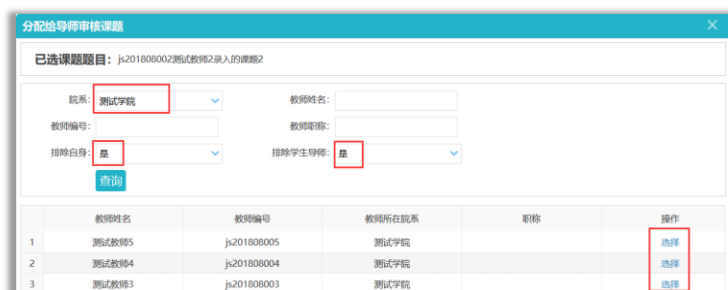 分配给导师审核课题
已选课题题目：js201808002测试教师2录入的课题2
院系：测试学院 教师姓名：
教师编号： 教师职称：
排除自身：是 排除学生导师：是
查询
教师姓名 教师编号 教师所在院系 职称 操作
1 测试教师5 js201808005 测试学院 选择
2 测试教师4 js201808004 测试学院 选择
3 测试教师3 js201808003 测试学院 选择